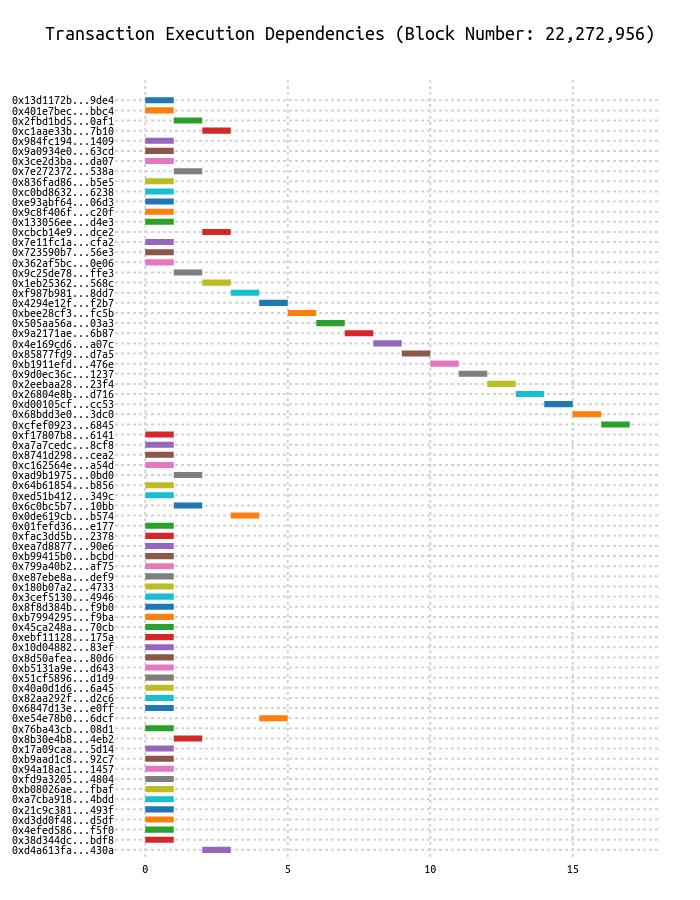 Transaction Execution Dependencies (Block Number: 22,272,956)
0x13d1172b...9de4
0x401e7bec...bbc4
0x2fbd1bd5...0af1
0xc1aae33b...7b10
0x984fc194...1409
0x9a0934e0...63cd
0x3ce2d3ba...da07
0x7e272372...538a
0x836fad86...b5e5
0xc0bd8632...6238
0xe93abf64...06d3
0x9c8f406f...c20f
0x133056ee...d4e3
0xcbcb14e9...dce2
0x7e11fc1a...cfa2
0x723590b7...56e3
0x362af5bc...0e06
0x9c25de78...ffe3
0x1eb25362...568c
0xf987b981...8dd7
0x4294e12f...f2b7
0xbee28cf3...fc5b
0x505aa56a...03a3
0x9a2171ae...6b87
0x4e169cd6...a07c
0x85877fd9...d7a5
0xb1911efd...476e
0x9d0ec36c...1237
0x2eebaa28...23f4
0x26804e8b...d716
0xd00105cf...cc53
0x68bdd3e0...3dc0
0xcfef0923...6845
0xf17807b8...6141
0xa7a7cedc...8cf8
0x8741d298...cea2
0xc162564e...a54d
0xad9b1975...0bd0
0x64b61854...b856
0xed51b412...349c
0x6c0bc5b7...10bb
0x0de619cb...b574
0x01fefd36...e177
0xfac3dd5b...2378
0xea7d8877...90e6
0xb99415b0...bcbd
0x799a40b2...af75
0xe87ebe8a...def9
0x180b07a2...4733
0x3cef5130...4946
0x8f8d384b...f9b0
0xb7994295...f9ba
0x45ca248a...70cb
0xebf11128...175a
0x10d04882...83ef
0x8d50afea...80d6
0xb5131a9e...d643
0x51cf5896...d1d9
0x40a0d1d6...6a45
0x82aa292f...d2c6
0x6847d13e...e0ff
0xe54e78b0...6dcf
0x76ba43cb...08d1
0x8b30e4b8...4eb2
0x17a09caa...5d14
0xb9aad1c8...92c7
0x94a18ac1...1457
0xfd9a3205...4804
0xb08026ae...fbaf
0xa7cba918...4bdd
0x21c9c381...493f
0xd3dd0f48...d5df
0x4efed586...f5f0
0x38d344dc...bdf8
0xd4a613fa...430a
0 5 10 15